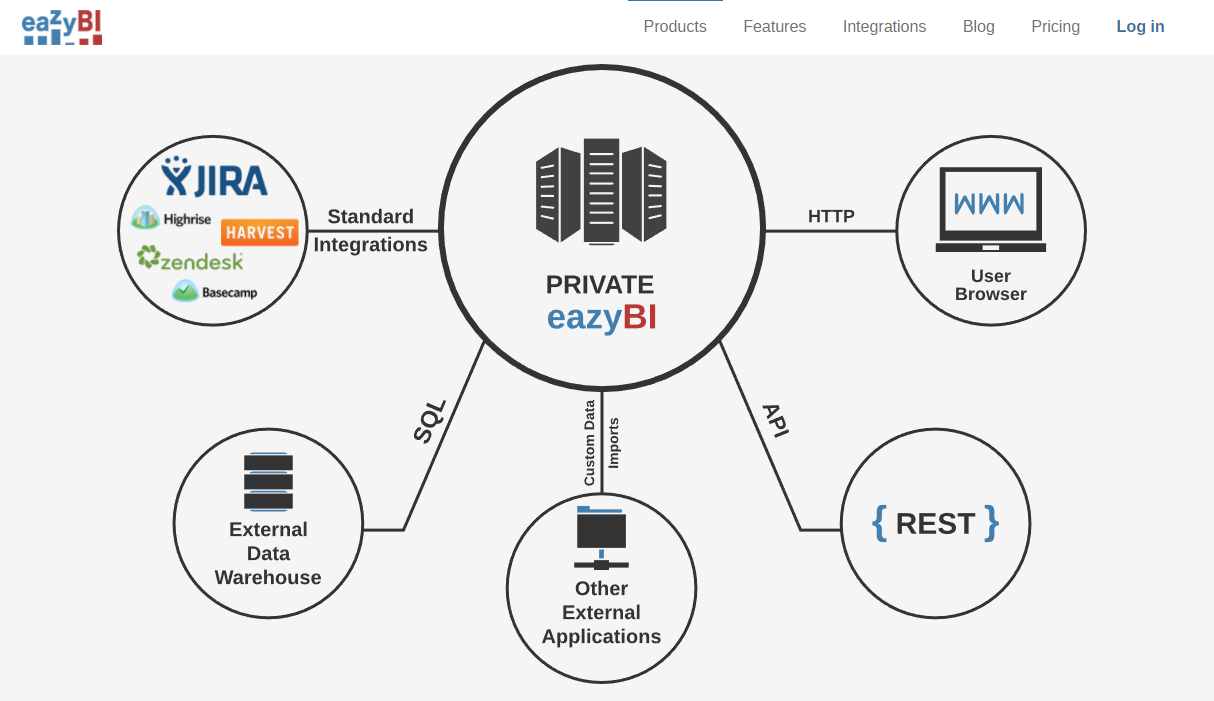 eazyBI
Products Features Integrations Blog Pricing Log in
JIRA
Highrise
HARVEST
zendesk
Basecamp
Standard
Integrations
PRIVATE
eazyBI
HTTP
WWW
User
Browser
SQL
Custom Data
Imports
API
External
Data
Warehouse
Other
External
Applications
{ REST }